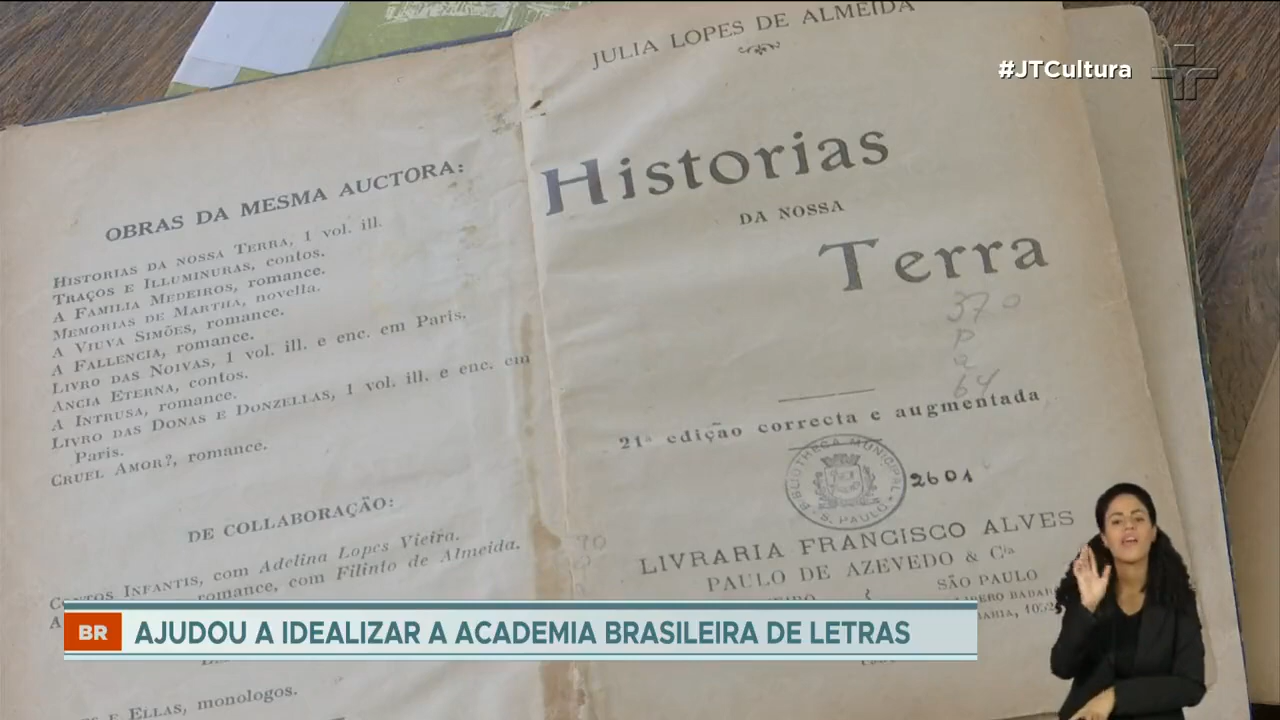 OBRAS DA MESMA AUCTORA:
HISTORIAS DA NOSSA TERRA, 1 vol. ill.
TRAÇOS E ILLUMINURAS, contos.
A FAMILIA MEDEIROS, romance.
MEMORIAS DE MARTHA, novella.
A VIUVA SIMÕES, romance.
A FALLENCIA, romance.
LIVRO DAS NOIVAS, 1 vol. ill. e enc. em Paris.
ANCIA ETERNA, contos.
A INTRUSA, romance.
LIVRO DAS DONAS E DONZELLAS, 1 vol. ill. e enc. em
Paris.
CRUEL AMOR?, romance.
DE COLLABORAÇÃO:
CONTOS INFANTIS, com Adelina Lopes Vieira.
romance, com Filinto de Almeida.
E ELLAS, monologos.
JULIA LOPES DE ALMEIDA
Historias
DA NOSSA
Terra
370
P
a
64
21ª edição correcta e augmentada
BIBLIOTHECA MUNICIPAL
S. PAULO
2601
LIVRARIA FRANCISCO ALVES
PAULO DE AZEVEDO & Cia
SÃO PAULO
#JTCultura
BR AJUDOU A IDEALIZAR A ACADEMIA BRASILEIRA DE LETRAS